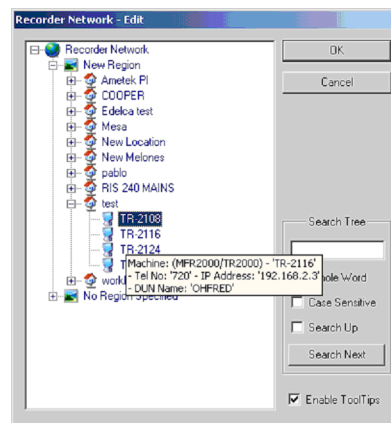 Recorder Network - Edit
Recorder Network
New Region
Ametek PI
COOPER
Edelca test
Mesa
New Location
New Melones
pablo
RIS 240 MAINS
test
TR-2108
TR-2116
TR-2124
Machine: (MFR2000/TR2000) - 'TR-2116'
- Tel No: '720' - IP Address: '192.168.2.3'
- DUN Name: 'OHFRED'
No Region Specified
OK
Cancel
Search Tree
Word
Case Sensitive
Search Up
Search Next
Enable ToolTips